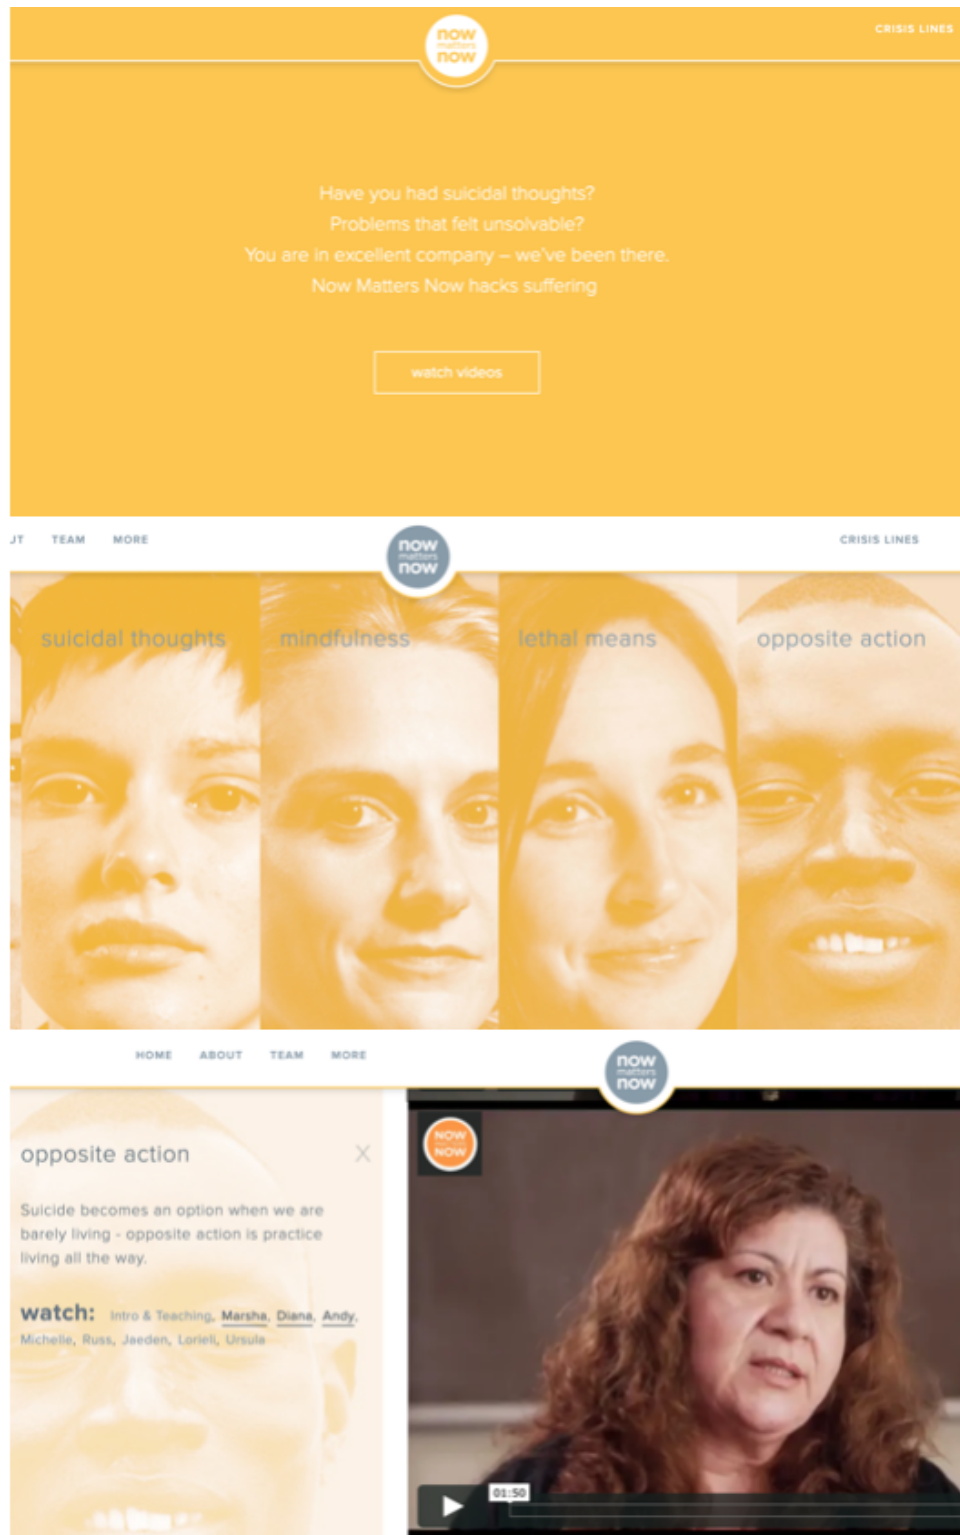 now
matters
now
CRISIS LINES
Have you had suicidal thoughts?
Problems that felt unsolvable?
You are in excellent company – we've been there.
Now Matters Now hacks suffering
watch videos
UT TEAM MORE
now
matters
now
CRISIS LINES
suicidal thoughts
mindfulness
lethal means
opposite action
HOME ABOUT TEAM MORE
now
matters
now
opposite action X
Suicide becomes an option when we are
barely living - opposite action is practice
living all the way.
watch: Intro & Teaching, Marsha, Diana, Andy,
Michelle, Russ, Jaeden, Lorieli, Ursula
NOW
NOW
01:50